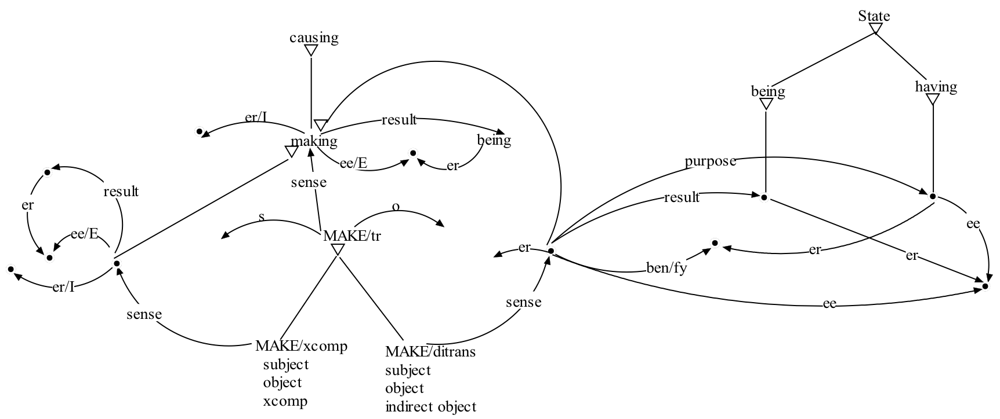 State
causing
being
having
er/I
result
making
being
ee/E
er
purpose
sense
result
result
er
s
o
ee
ee/E
MAKE/tr
er
er
er
ben/fy
er/I
sense
ee
sense
MAKE/xcomp
subject
object
xcomp
MAKE/ditrans
subject
object
indirect object